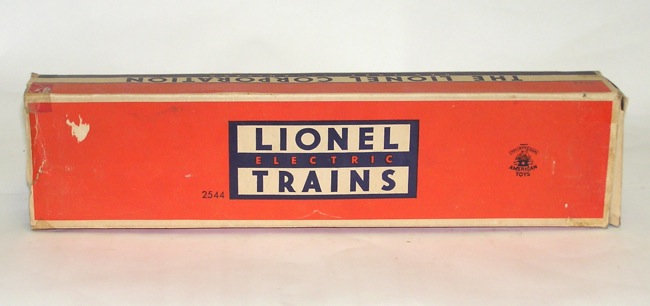 THE LIONEL CORPORATION
LIONEL
ELECTRIC
TRAINS
2544
AMERICAN
TOYS